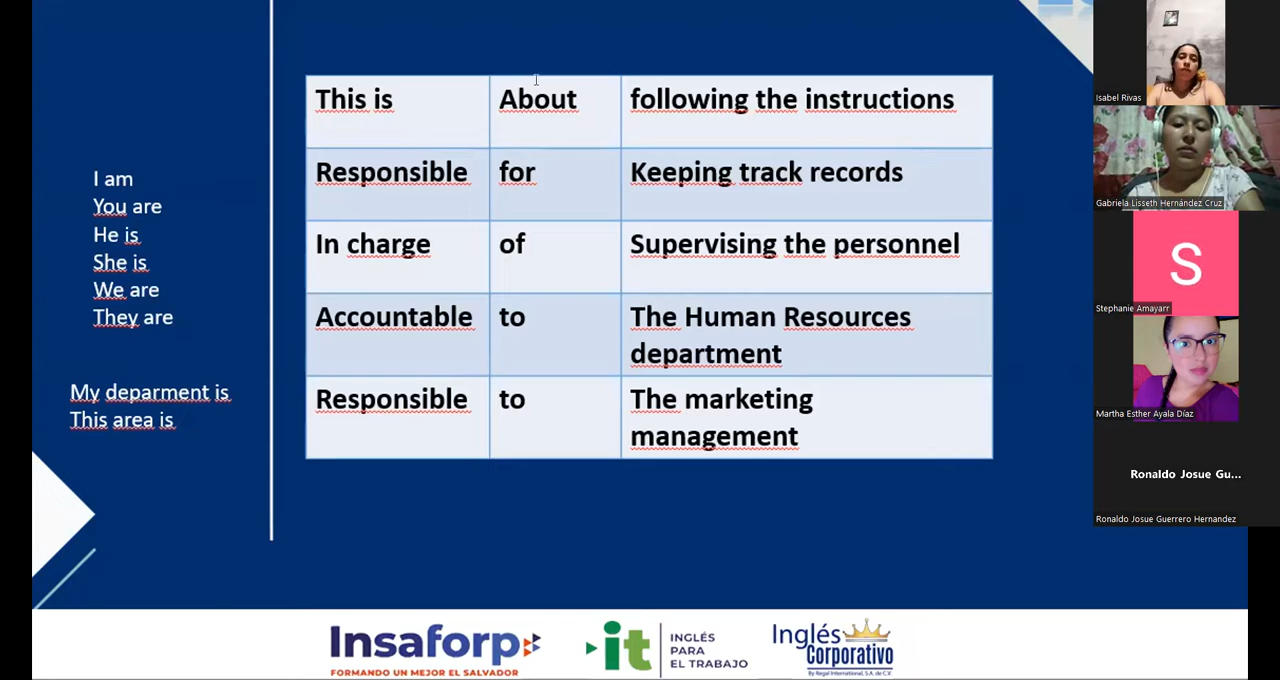 I am
You are
He is
She is
We are
They are
My deparment is
This area is
This is About following the instructions
Responsible for Keeping track records
In charge of Supervising the personnel
Accountable to The Human Resources
department
Responsible to The marketing
management
Isabel Rivas
Gabriela Lisseth Hernández Cruz
S
Stephanie Amayarr
Martha Esther Ayala Díaz
Ronaldo Josue Gu...
Ronaldo Josue Guerrero Hernandez
Insaforp
FORMANDO UN MEJOR EL SALVADOR
it
INGLÉS
PARA
EL TRABAJO
Inglés
Corporativo
By Regal International, S.A. de C.V.